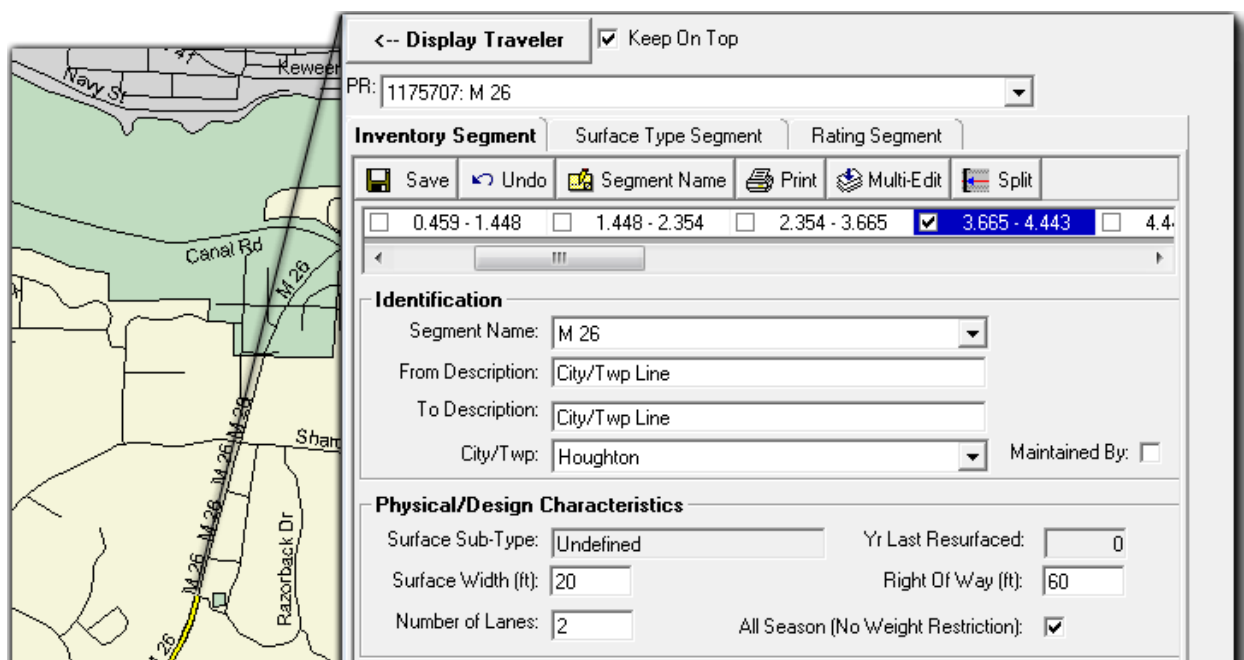 <-- Display Traveler
Keep On Top
PR: 1175707: M 26
Inventory Segment
Surface Type Segment
Rating Segment
Save
Undo
Segment Name
Print
Multi-Edit
Split
0.459 - 1.448
1.448 - 2.354
2.354 - 3.665
3.665 - 4.443
Identification
Segment Name: M 26
From Description: City/Twp Line
To Description: City/Twp Line
City/Twp: Houghton
Maintained By:
Physical/Design Characteristics
Surface Sub-Type: Undefined
Yr Last Resurfaced: 0
Surface Width (ft): 20
Right Of Way (ft): 60
Number of Lanes: 2
All Season (No Weight Restriction):
Navy St
Canal Rd
M 26
M 26
M 26
M 26
M 26
Razorback Dr